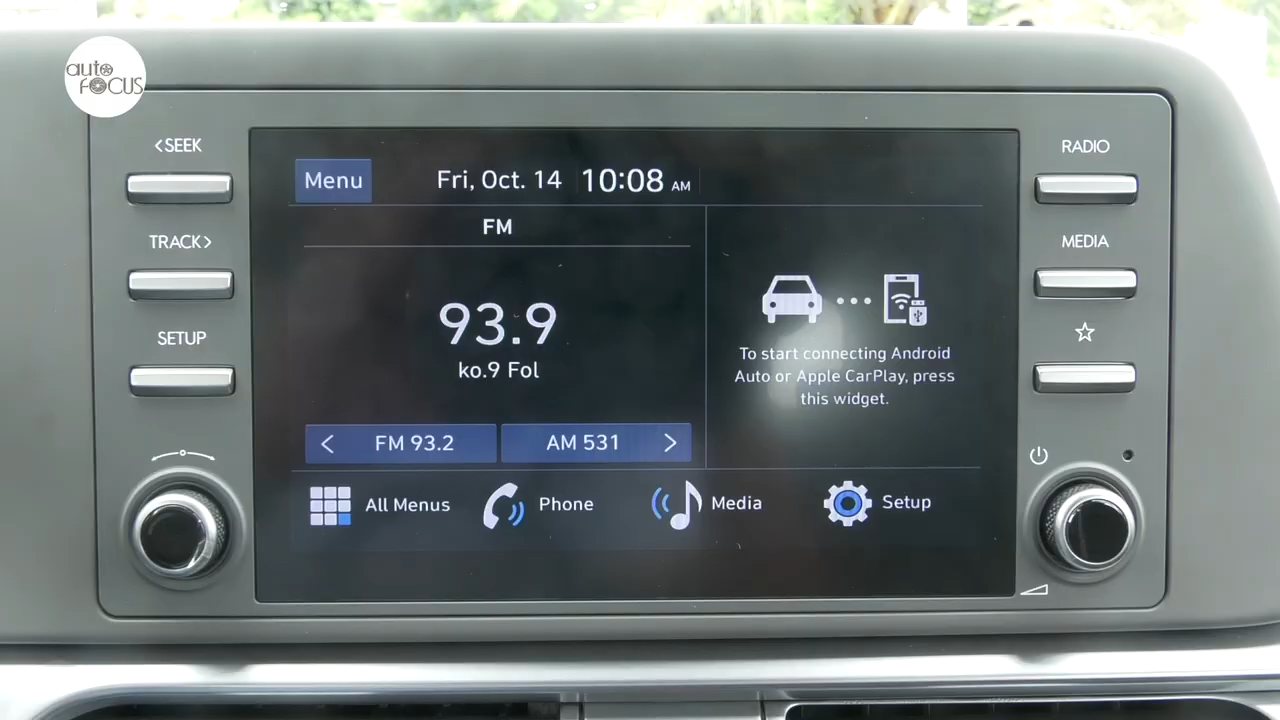 auto
FOCUS
<SEEK
TRACK>
SETUP
Menu
Fri, Oct. 14 10:08 AM
FM
93.9
ko.9 Fol
< FM 93.2
AM 531 >
To start connecting Android
Auto or Apple CarPlay, press
this widget.
All Menus
Phone
Media
Setup
RADIO
MEDIA